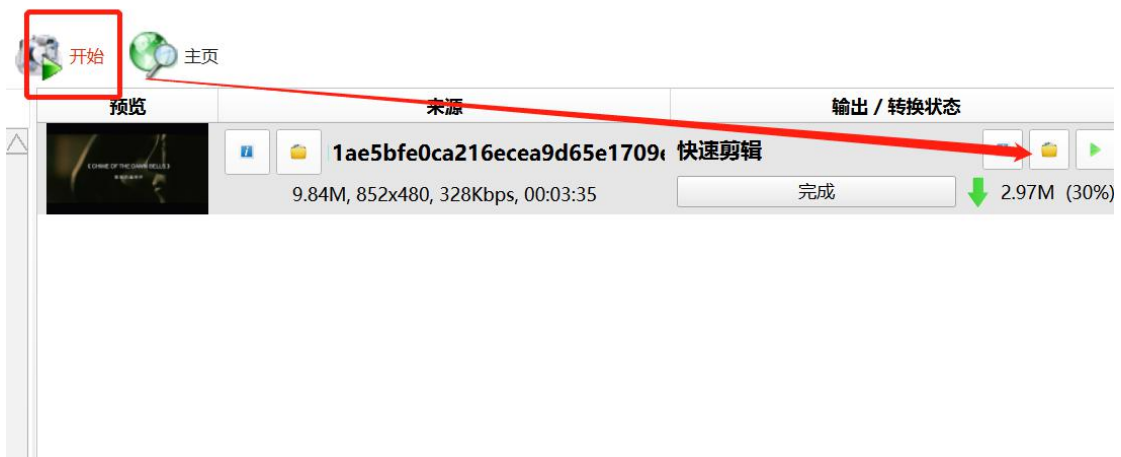 开始
主页
预览 来源 输出 / 转换状态
1ae5bfe0ca216ecea9d65e1709 快速剪辑
9.84M, 852x480, 328Kbps, 00:03:35 完成 2.97M (30%)